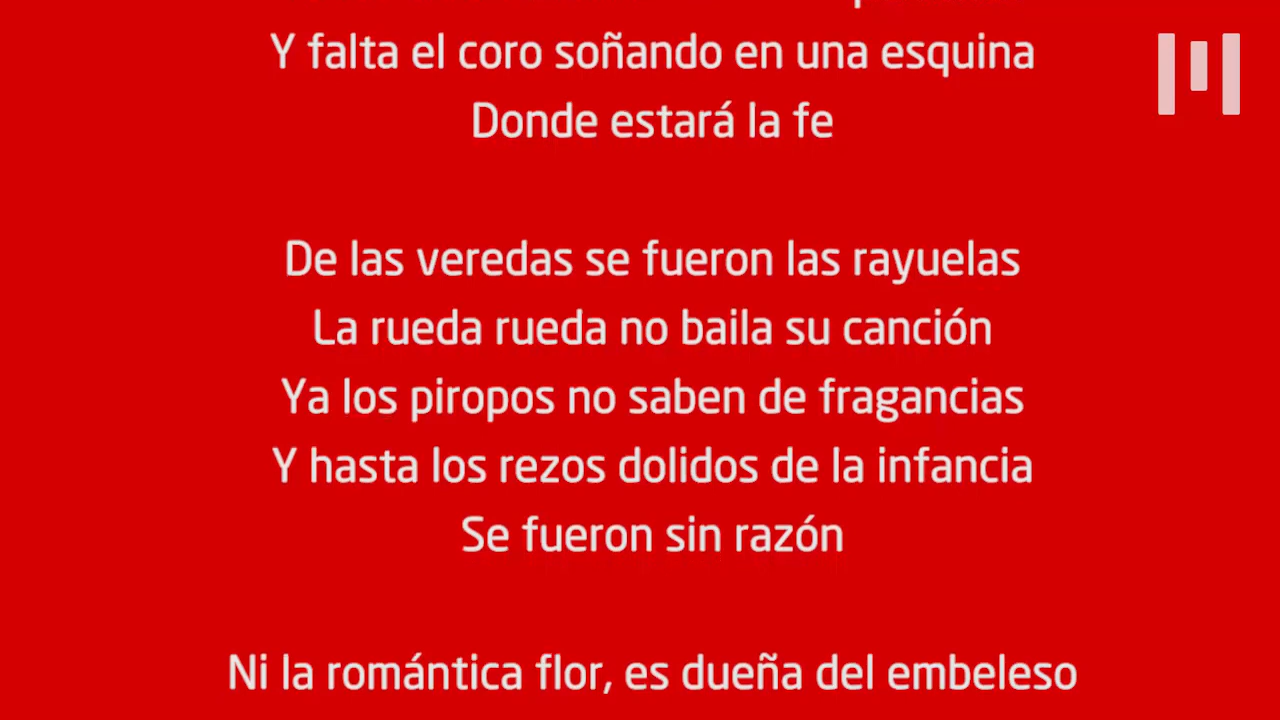 Y falta el coro soñando en una esquina
Donde estará la fe
De las veredas se fueron las rayuelas
La rueda rueda no baila su canción
Ya los piropos no saben de fragancias
Y hasta los rezos dolidos de la infancia
Se fueron sin razón
Ni la romántica flor, es dueña del embeleso